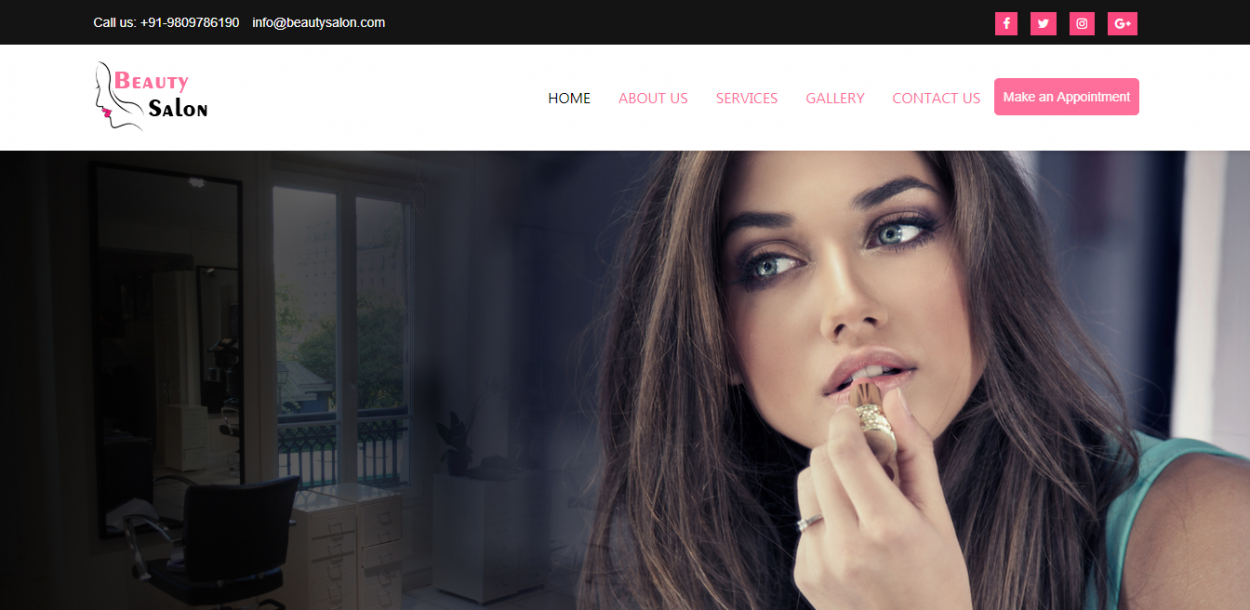 Call us: +91-9809786190 info@beautysalon.com
Beauty
Salon
HOME ABOUT US SERVICES GALLERY CONTACT US Make an Appointment